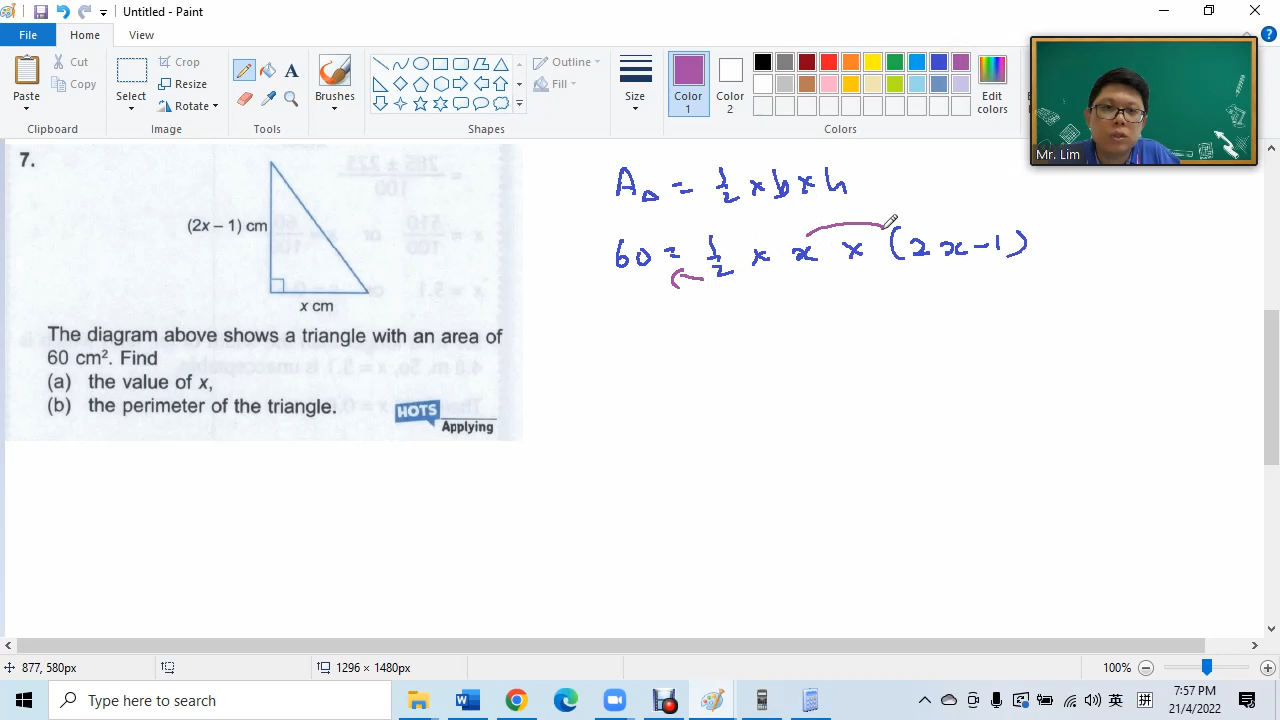 Untitled - Paint
File Home View
Paste Cut Copy Clipboard
Select Crop Resize Rotate Image
A Tools
Brushes
Outline Fill Shapes
Size
Color 1 Color 2 Edit colors Colors
Mr. Lim
7.
(2x – 1) cm
x cm
The diagram above shows a triangle with an area of
60 cm². Find
(a) the value of x,
(b) the perimeter of the triangle.
HOTS
Applying
A△ = 1/2 × b × h
60 = 1/2 × x × (2x-1)
877, 580px 1296 × 1480px 100%
Type here to search
英 拼 7:57 PM
21/4/2022